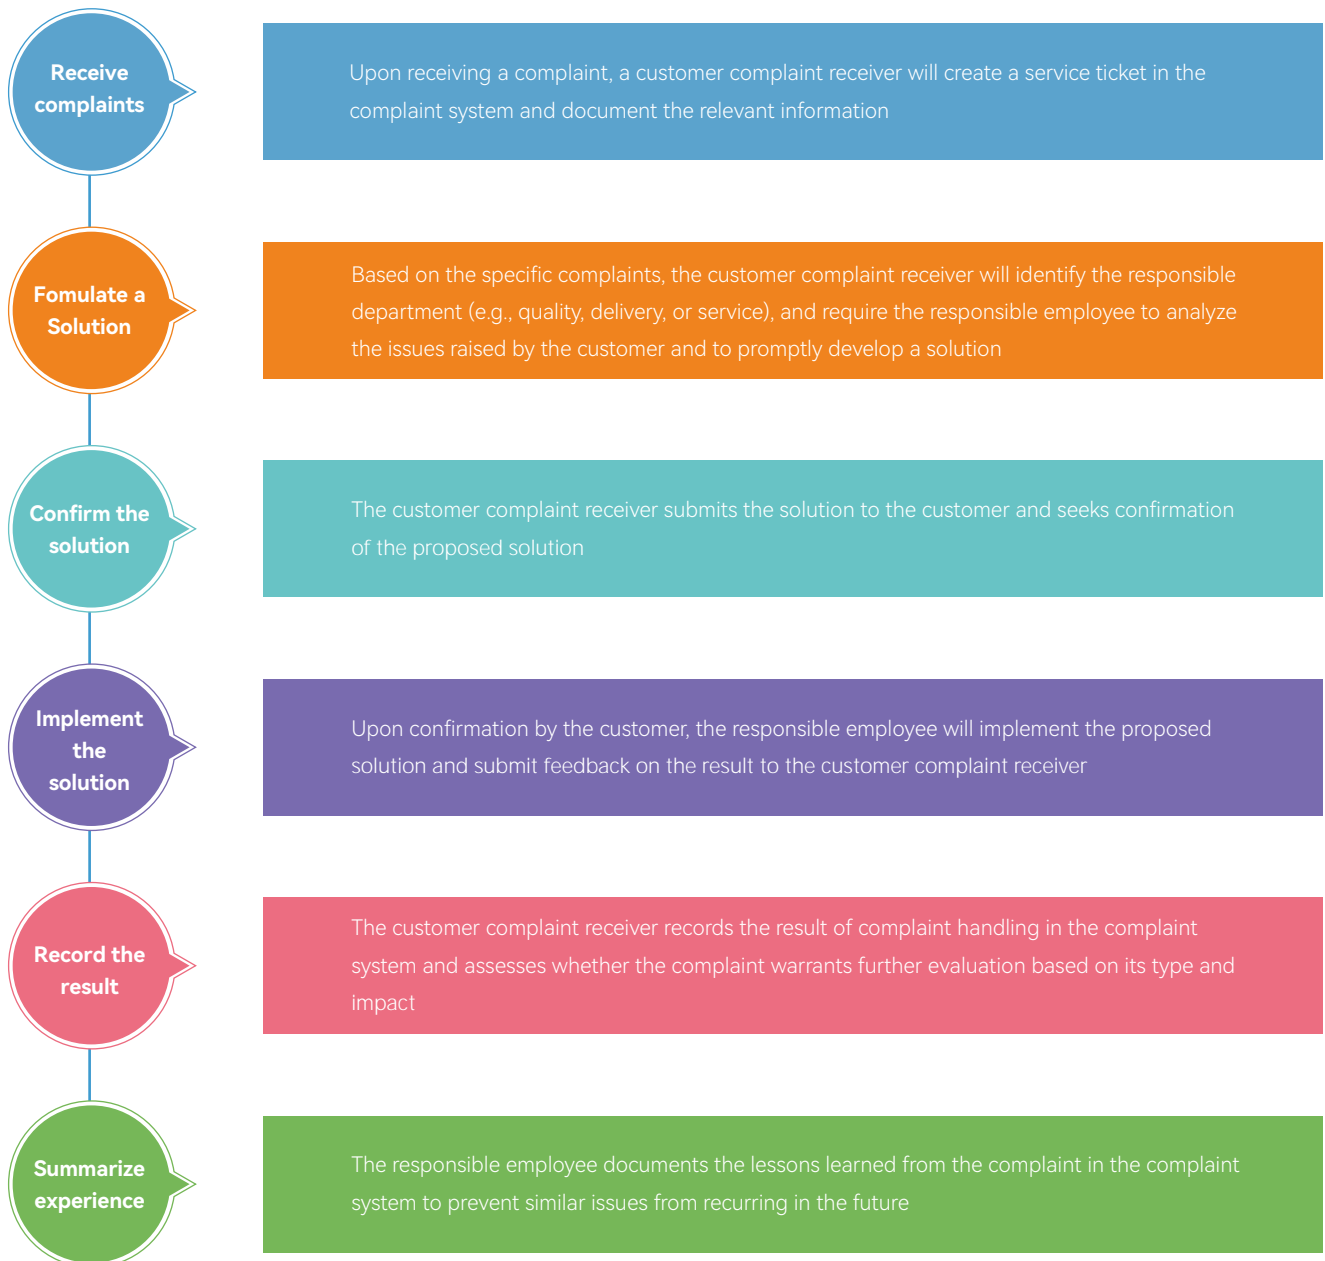 Receive
complaints
Upon receiving a complaint, a customer complaint receiver will create a service ticket in the
complaint system and document the relevant information
Fomulate a
Solution
Based on the specific complaints, the customer complaint receiver will identify the responsible
department (e.g., quality, delivery, or service), and require the responsible employee to analyze
the issues raised by the customer and to promptly develop a solution
Confirm the
solution
The customer complaint receiver submits the solution to the customer and seeks confirmation
of the proposed solution
Implement
the
solution
Upon confirmation by the customer, the responsible employee will implement the proposed
solution and submit feedback on the result to the customer complaint receiver
Record the
result
The customer complaint receiver records the result of complaint handling in the complaint
system and assesses whether the complaint warrants further evaluation based on its type and
impact
Summarize
experience
The responsible employee documents the lessons learned from the complaint in the complaint
system to prevent similar issues from recurring in the future